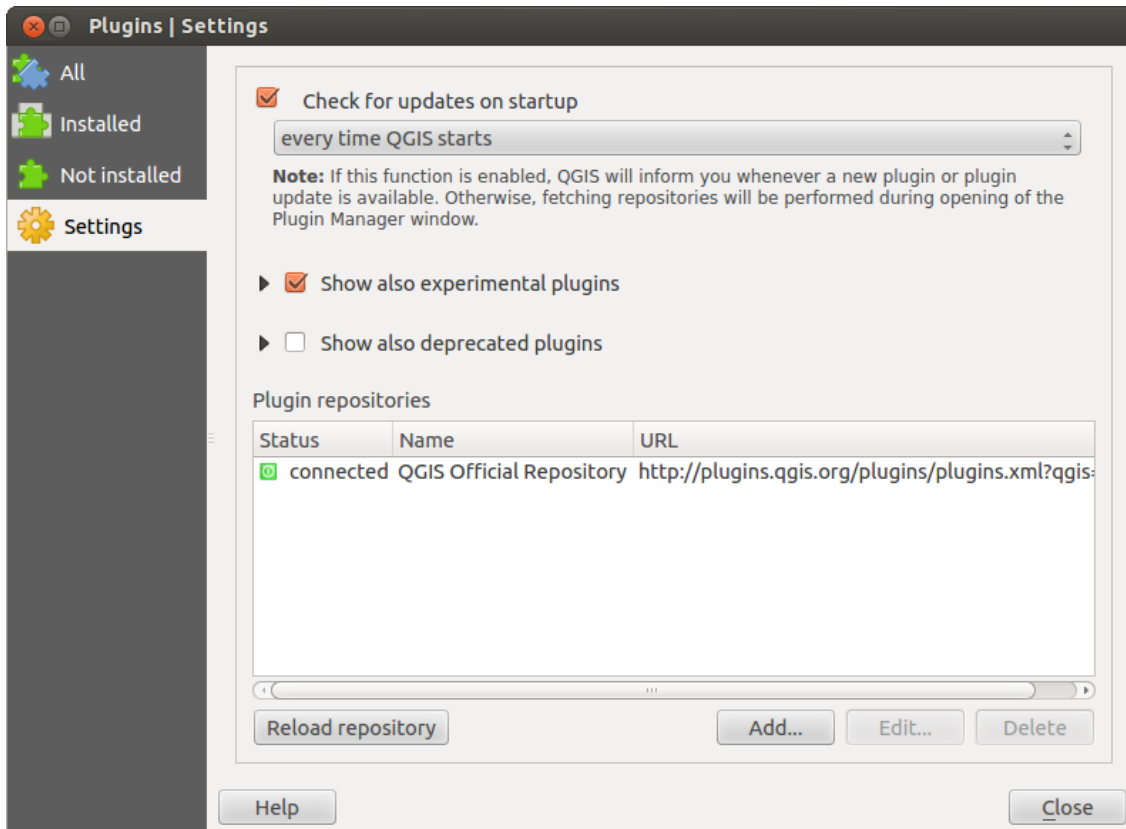 Plugins | Settings
All
Installed
Not installed
Settings
Check for updates on startup
every time QGIS starts
Note: If this function is enabled, QGIS will inform you whenever a new plugin or plugin
update is available. Otherwise, fetching repositories will be performed during opening of the
Plugin Manager window.
Show also experimental plugins
Show also deprecated plugins
Plugin repositories
Status Name URL
connected QGIS Official Repository http://plugins.qgis.org/plugins/plugins.xml?qgis=
Reload repository Add... Edit... Delete
Help Close